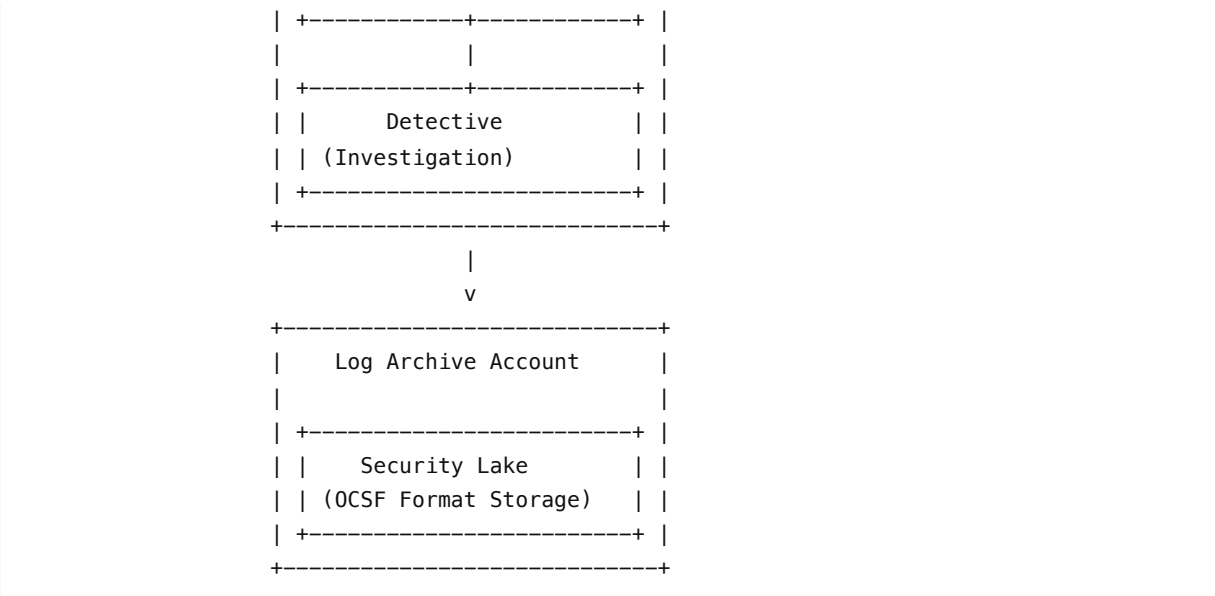 | +------------+------------+ |
|              |              |
| +------------+------------+ |
| |      Detective          | |
| | (Investigation)         | |
| +-------------------------+ |
+-----------------------------+
               |
               v
+-----------------------------+
|    Log Archive Account      |
|                             |
| +-------------------------+ |
| |    Security Lake        | |
| | (OCSF Format Storage)   | |
| +-------------------------+ |
+-----------------------------+